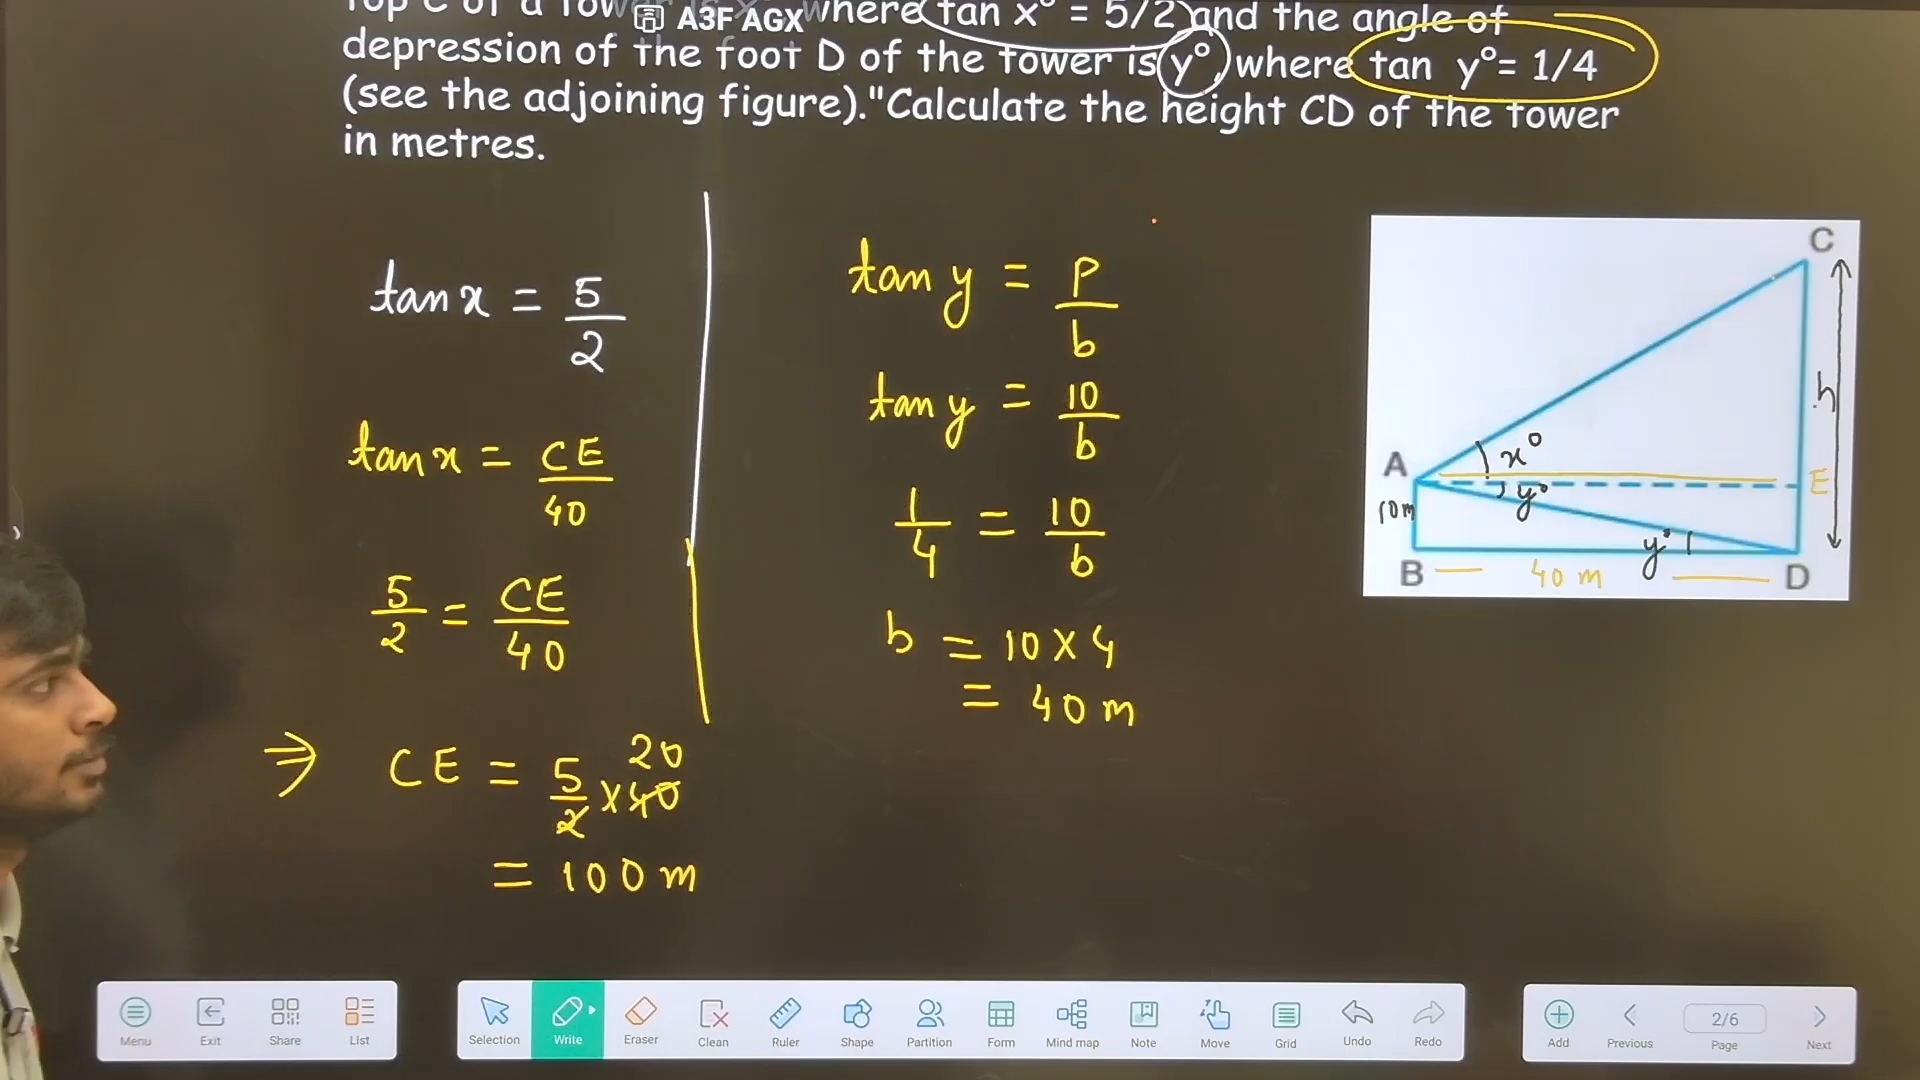 Top C of a Tow A3F AGX where tan x° = 5/2 and the angle of
depression of the foot D of the tower is y°, where tan y°= 1/4
(see the adjoining figure)."Calculate the height CD of the tower
in metres.
tan x = 5/2
tan x = CE/40
5/2 = CE/40
⇒ CE = 5/2 × 40 20
= 100 m
tan y = P/b
tan y = 10/b
1/4 = 10/b
b = 10 × 4
= 40 m
C
h
A x°
y° E
10 m
y°
B 40 m D
Menu Exit Share List
Selection Write Eraser Clean Ruler Shape Partition Form Mind map Note Move Grid Undo Redo
Add Previous 2/6 Page Next